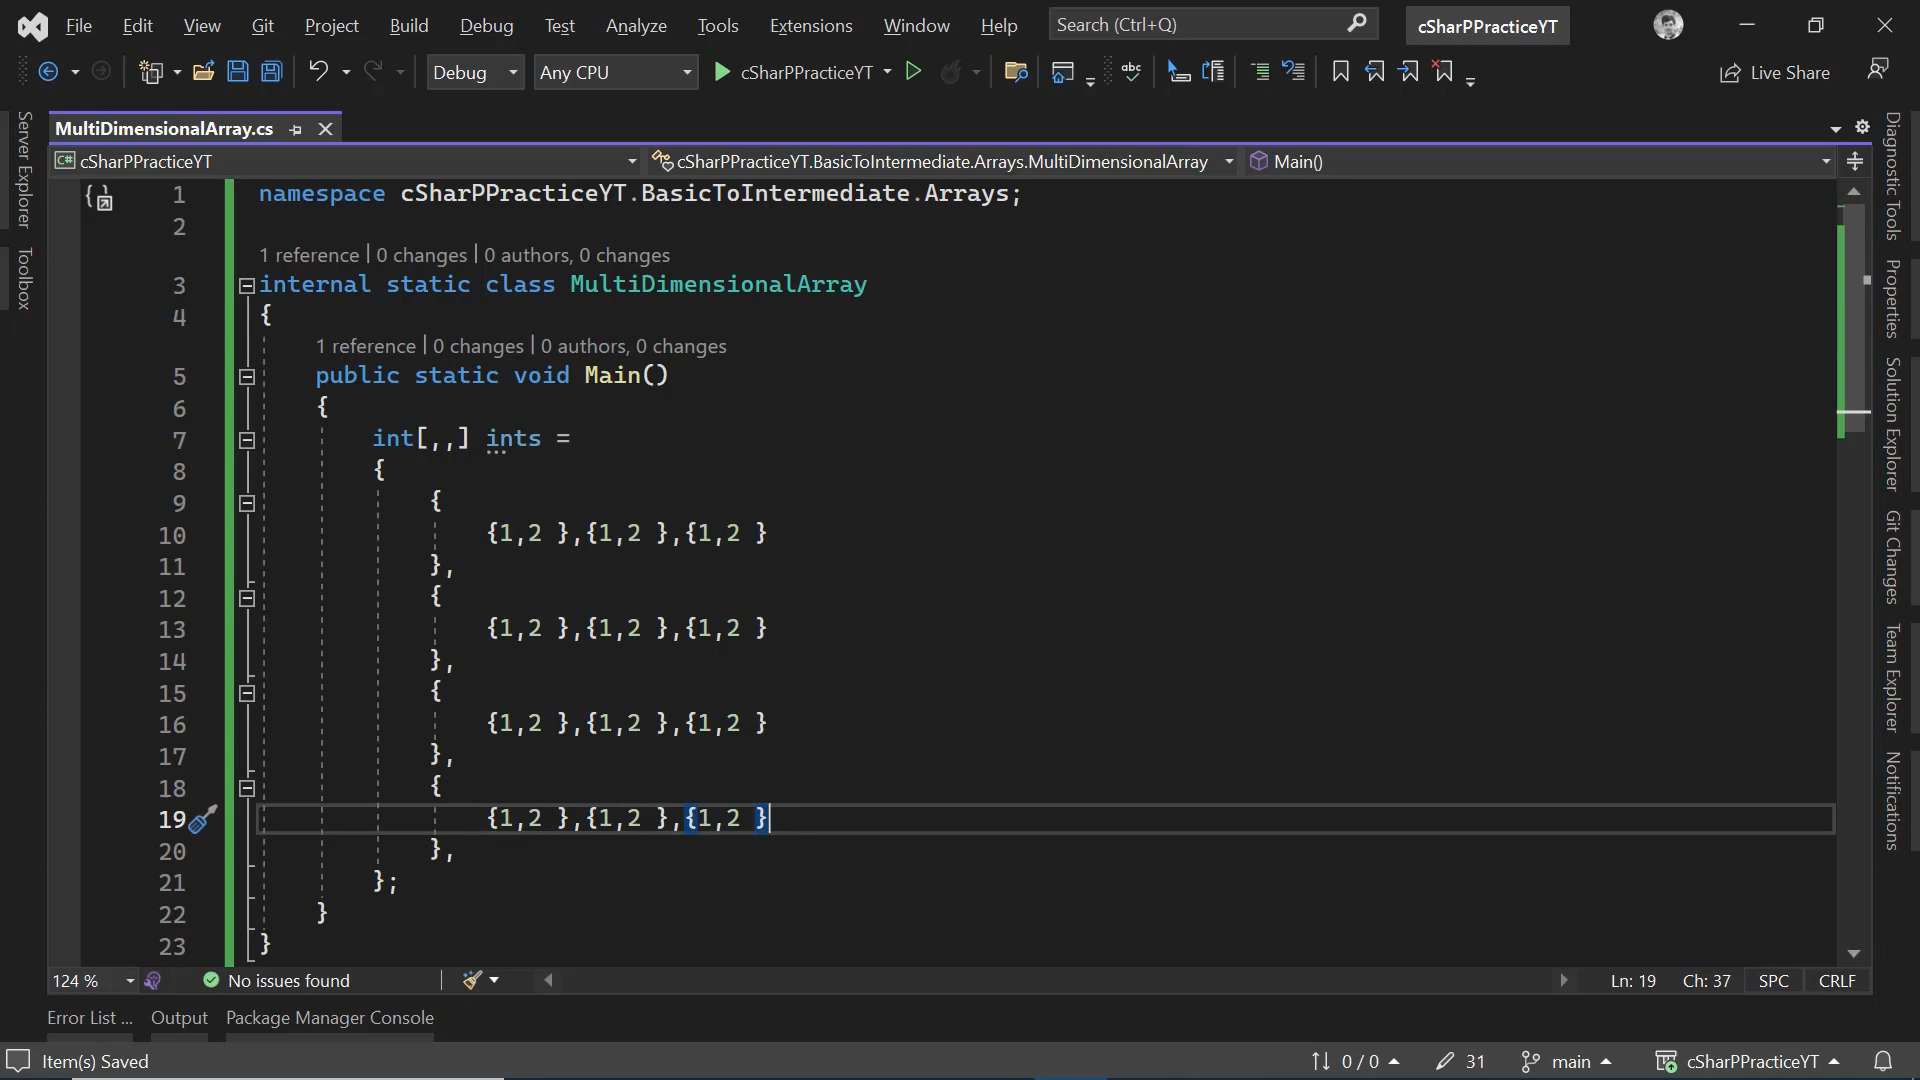 File Edit View Git Project Build Debug Test Analyze Tools Extensions Window Help Search (Ctrl+Q) cSharPPracticeYT
Debug Any CPU cSharPPracticeYT abc Live Share
MultiDimensionalArray.cs
C# cSharPPracticeYT cSharPPracticeYT.BasicToIntermediate.Arrays.MultiDimensionalArray Main()
Server Explorer
Toolbox
1 namespace cSharPPracticeYT.BasicToIntermediate.Arrays;
2
1 reference | 0 changes | 0 authors, 0 changes
3 internal static class MultiDimensionalArray
4 {
1 reference | 0 changes | 0 authors, 0 changes
5 public static void Main()
6 {
7 int[,,] ints =
8 {
9 {
10 {1,2 },{1,2 },{1,2 }
11 },
12 {
13 {1,2 },{1,2 },{1,2 }
14 },
15 {
16 {1,2 },{1,2 },{1,2 }
17 },
18 {
19 {1,2 },{1,2 },{1,2 }
20 },
21 };
22 }
23 }
Diagnostic Tools
Properties
Solution Explorer
Git Changes
Team Explorer
Notifications
124 % No issues found Ln: 19 Ch: 37 SPC CRLF
Error List ... Output Package Manager Console
Item(s) Saved 0 / 0 31 main cSharPPracticeYT